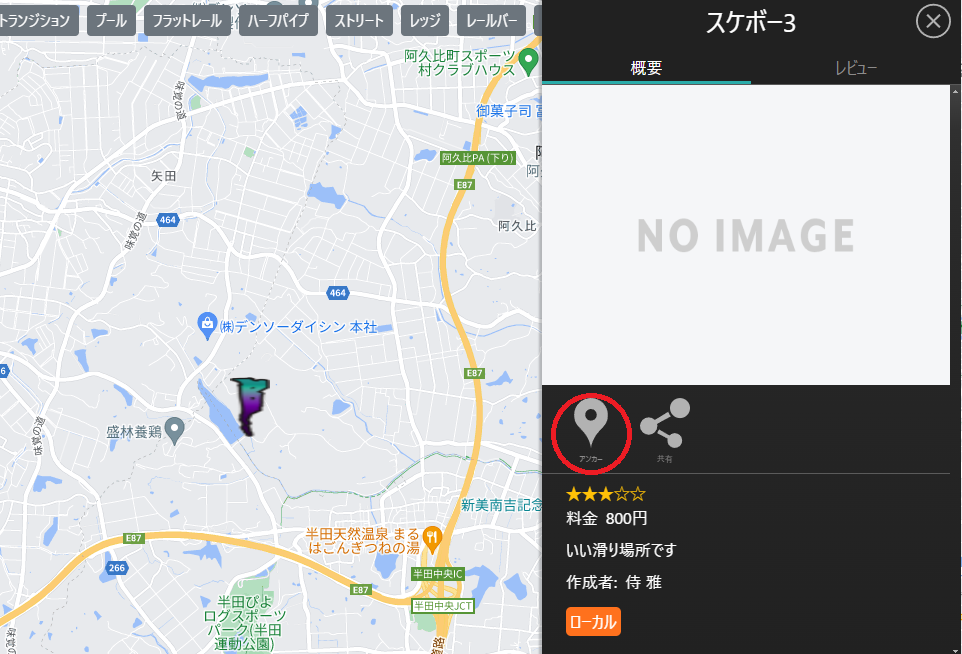 トランジション
プール
フラットレール
ハーフパイプ
ストリート
レッジ
レールバー
スケボー3
概要
レビュー
NO IMAGE
アンカー
共有
料金 800円
いい滑り場所です
作成者: 侍 雅
ローカル
阿久比町スポーツ
村クラブハウス
御菓子司
味覚の道
阿久比PA (下り)
E87
矢田
464
味覚の道
阿久比
464
(株)デンソーダイシン 本社
E87
盛林養鶏
味覚の道
新美南吉記念
半田天然温泉 まる
はごんぎつねの湯
E87
266
半田中央IC
E87
半田中央JCT
半田ぴよ
ログスポーツ
パーク(半田
運動公園)